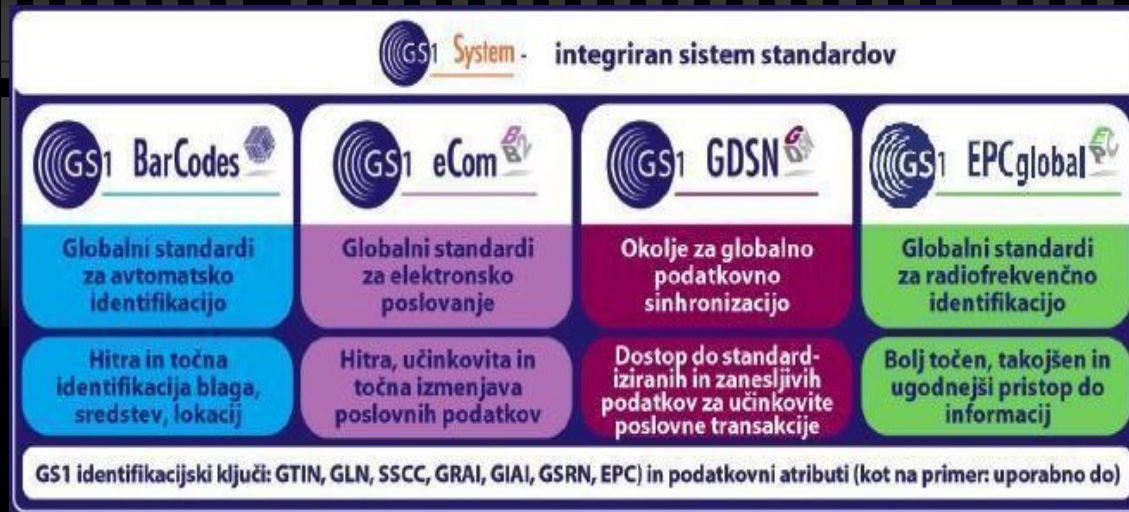 GS1 System - integriran sistem standardov
GS1 BarCodes
GS1 eCom
GS1 GDSN
GS1 EPCglobal
Globalni standardi
za avtomatsko
identifikacijo
Globalni standardi
za elektronsko
poslovanje
Okolje za globalno
podatkovno
sinhronizacijo
Globalni standardi
za radiofrekvenčno
identifikacijo
Hitra in točna
identifikacija blaga,
sredstev, lokacij
Hitra, učinkovita in
točna izmenjava
poslovnih podatkov
Dostop do standard-
iziranih in zanesljivih
podatkov za učinkovite
poslovne transakcije
Bolj točen, takojšen in
ugodnejši pristop do
informacij
GS1 identifikacijski ključi: GTIN, GLN, SSCC, GRAI, GIAI, GSRN, EPC) in podatkovni atributi (kot na primer: uporabno do)